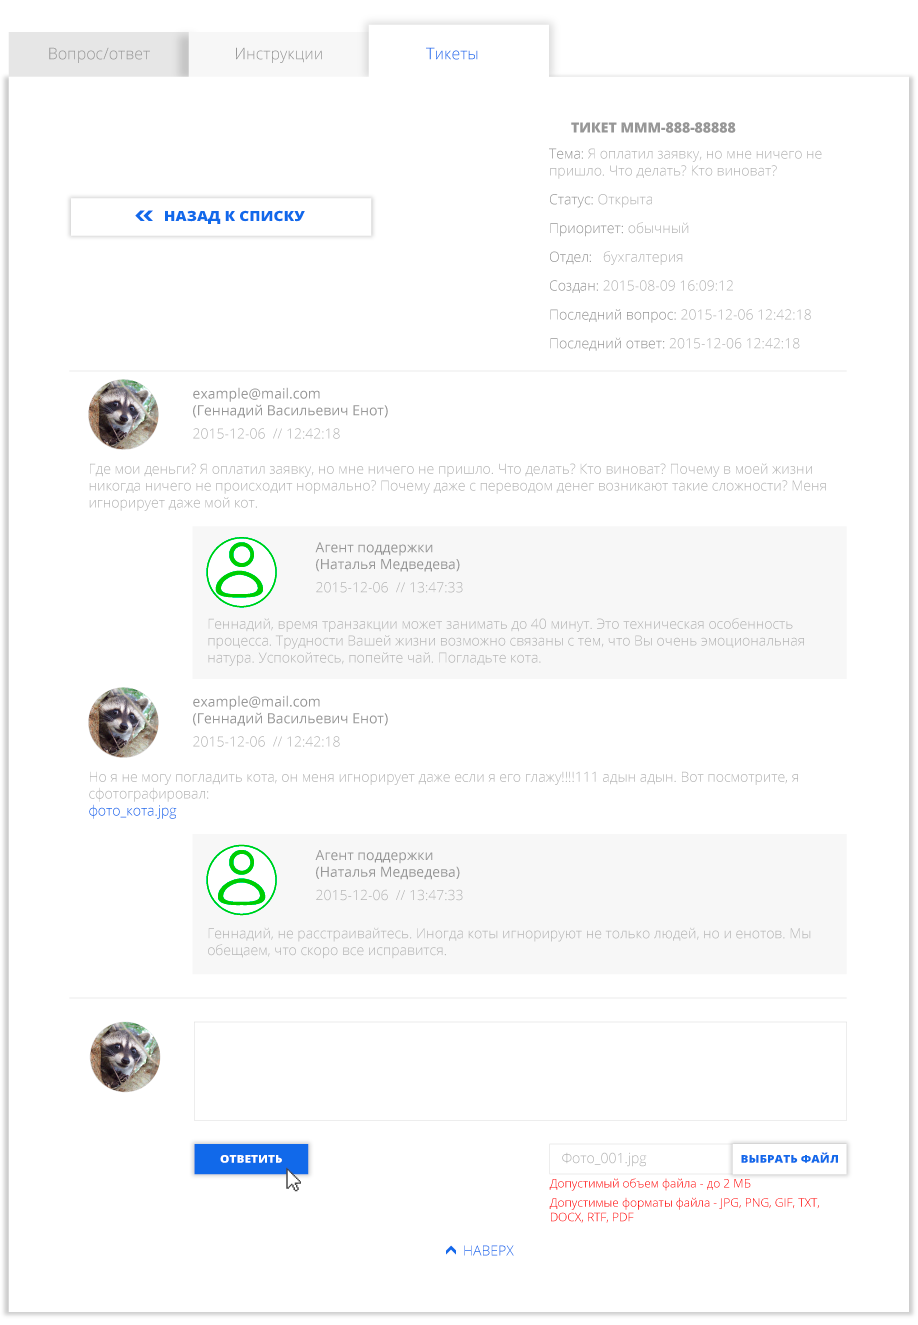 Вопрос/ответ
Инструкции
Тикеты
ТИКЕТ МММ-888-88888
Тема: Я оплатил заявку, но мне ничего не
пришло. Что делать? Кто виноват?
НАЗАД К СПИСКУ
Статус: Открыта
Приоритет: обычный
Отдел: бухгалтерия
Создан: 2015-08-09 16:09:12
Последний вопрос: 2015-12-06 12:42:18
Последний ответ: 2015-12-06 12:42:18
example@mail.com
(Геннадий Васильевич Енот)
2015-12-06 // 12:42:18
Где мои деньги? Я оплатил заявку, но мне ничего не пришло. Что делать? Кто виноват? Почему в моей жизни
никогда ничего не происходит нормально? Почему даже с переводом денег возникают такие сложности? Меня
игнорирует даже мой кот.
Агент поддержки
(Наталья Медведева)
2015-12-06 // 13:47:33
Геннадий, время транзакции может занимать до 40 минут. Это техническая особенность
процесса. Трудности Вашей жизни возможно связаны с тем, что Вы очень эмоциональная
натура. Успокойтесь, попейте чай. Погладьте кота.
example@mail.com
(Геннадий Васильевич Енот)
2015-12-06 // 12:42:18
Но я не могу погладить кота, он меня игнорирует даже если я его глажу!!!!111 адын адын. Вот посмотрите, я
сфотографировал:
фото_кота.jpg
Агент поддержки
(Наталья Медведева)
2015-12-06 // 13:47:33
Геннадий, не расстраивайтесь. Иногда коты игнорируют не только людей, но и енотов. Мы
обещаем, что скоро все исправится.
ОТВЕТИТЬ
Фото_001.jpg
ВЫБРАТЬ ФАЙЛ
Допустимый объем файла - до 2 МБ
Допустимые форматы файла - JPG, PNG, GIF, TXT,
DOCX, RTF, PDF
НАВЕРХ